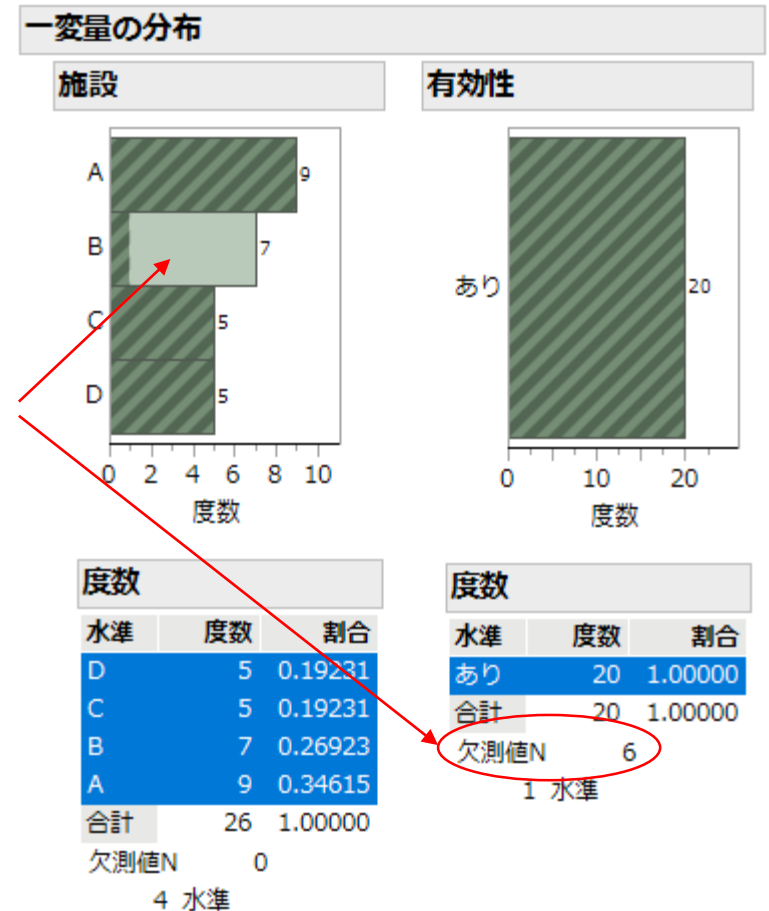 一変量の分布
施設
A
9
B
7
C
5
D
5
0 2 4 6 8 10
度数
度数
水準 度数 割合
D 5 0.19231
C 5 0.19231
B 7 0.26923
A 9 0.34615
合計 26 1.00000
欠測値N 0
4 水準
有効性
あり
20
0 10 20
度数
度数
水準 度数 割合
あり 20 1.00000
合計 20 1.00000
欠測値N 6
1 水準